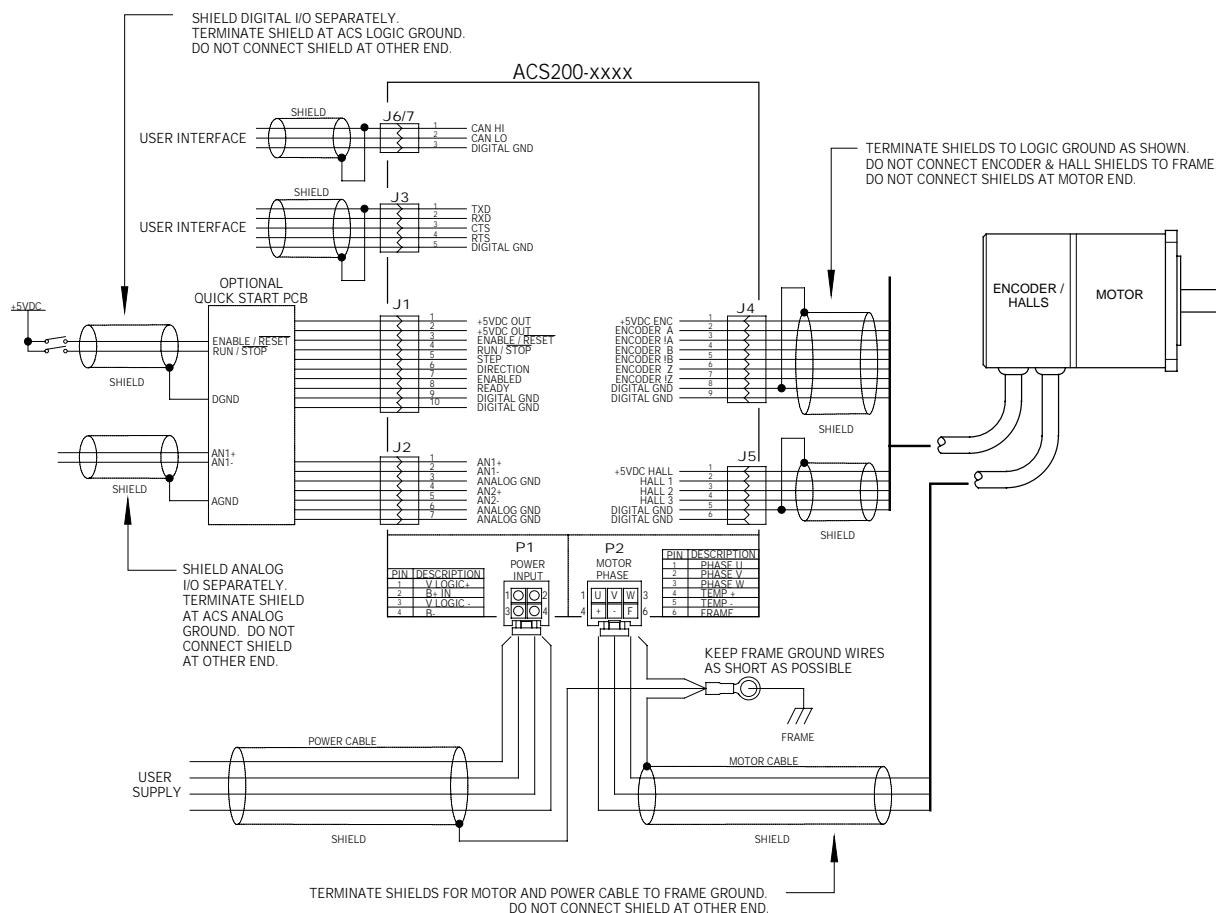 SHIELD DIGITAL I/O SEPARATELY.
TERMINATE SHIELD AT ACS LOGIC GROUND.
DO NOT CONNECT SHIELD AT OTHER END.
ACS200-xxxx
SHIELD
J6/7
USER INTERFACE
1 CAN HI
2 CAN LO
3 DIGITAL GND
TERMINATE SHIELDS TO LOGIC GROUND AS SHOWN.
DO NOT CONNECT ENCODER & HALL SHIELDS TO FRAME.
DO NOT CONNECT SHIELDS AT MOTOR END.
SHIELD
J3
USER INTERFACE
1 TXD
2 RXD
3 CTS
4 RTS
5 DIGITAL GND
OPTIONAL
QUICK START PCB
+5VDC
ENABLE / RESET
RUN / STOP
SHIELD
DGND
AN1+
AN1-
SHIELD
AGND
J1
1 +5VDC OUT
2 +5VDC OUT
3 ENABLE / RESET
4 RUN / STOP
5 STEP
6 DIRECTION
7 ENABLED
8 READY
9 DIGITAL GND
10 DIGITAL GND
J4
+5VDC ENC 1
ENCODER A 2
ENCODER !A 3
ENCODER B 4
ENCODER !B 5
ENCODER Z 6
ENCODER !Z 7
DIGITAL GND 8
DIGITAL GND 9
SHIELD
ENCODER /
HALLS
MOTOR
J2
1 AN1+
2 AN1-
3 ANALOG GND
4 AN2+
5 AN2-
6 ANALOG GND
7 ANALOG GND
J5
+5VDC HALL 1
HALL 1 2
HALL 2 3
HALL 3 4
DIGITAL GND 5
DIGITAL GND 6
SHIELD
SHIELD ANALOG
I/O SEPARATELY.
TERMINATE SHIELD
AT ACS ANALOG
GROUND. DO NOT
CONNECT SHIELD
AT OTHER END.
PIN DESCRIPTION
1 V LOGIC+
2 B+ IN
3 V LOGIC -
4 B-
P1
POWER
INPUT
1 2
3 4
P2
MOTOR
PHASE
1 U V W 3
4 + - F 6
PIN DESCRIPTION
1 PHASE U
2 PHASE V
3 PHASE W
4 TEMP +
5 TEMP -
6 FRAME
KEEP FRAME GROUND WIRES
AS SHORT AS POSSIBLE
FRAME
POWER CABLE
USER
SUPPLY
SHIELD
MOTOR CABLE
SHIELD
TERMINATE SHIELDS FOR MOTOR AND POWER CABLE TO FRAME GROUND.
DO NOT CONNECT SHIELD AT OTHER END.